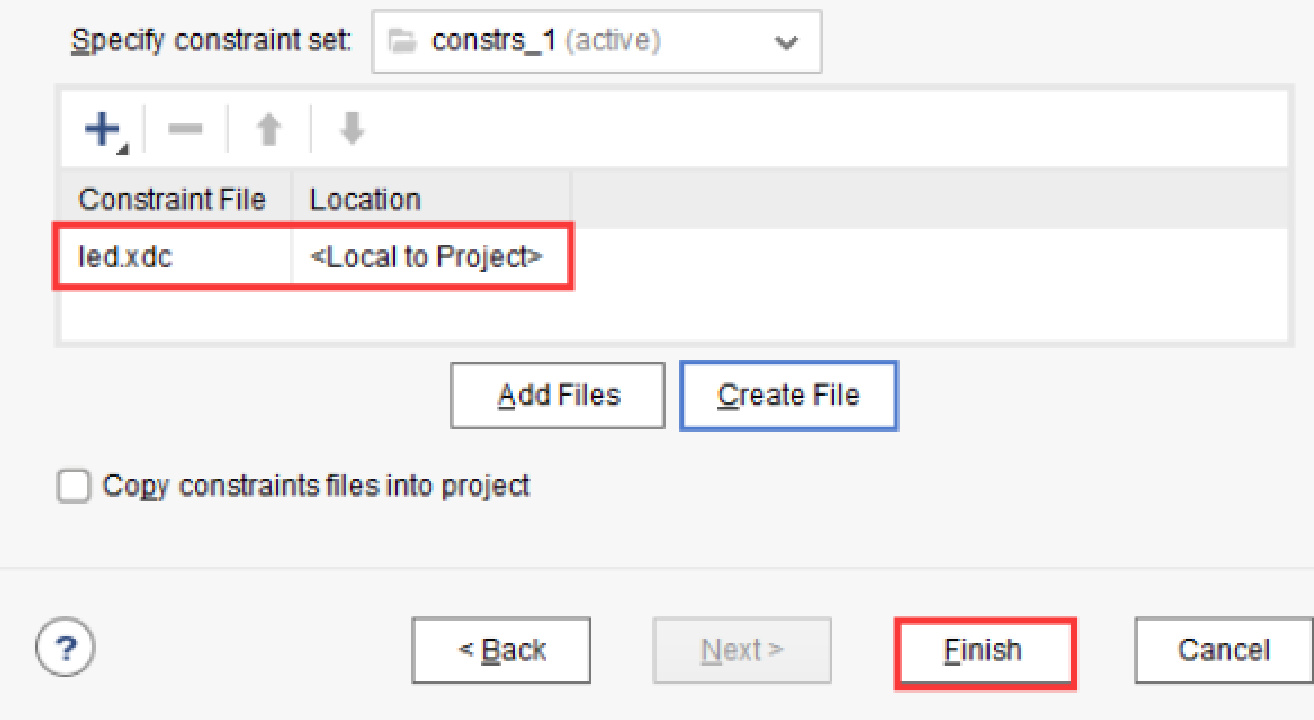 Specify constraint set: constrs_1 (active)
Constraint File Location
led.xdc <Local to Project>
Add Files Create File
Copy constraints files into project
? < Back Next > Finish Cancel